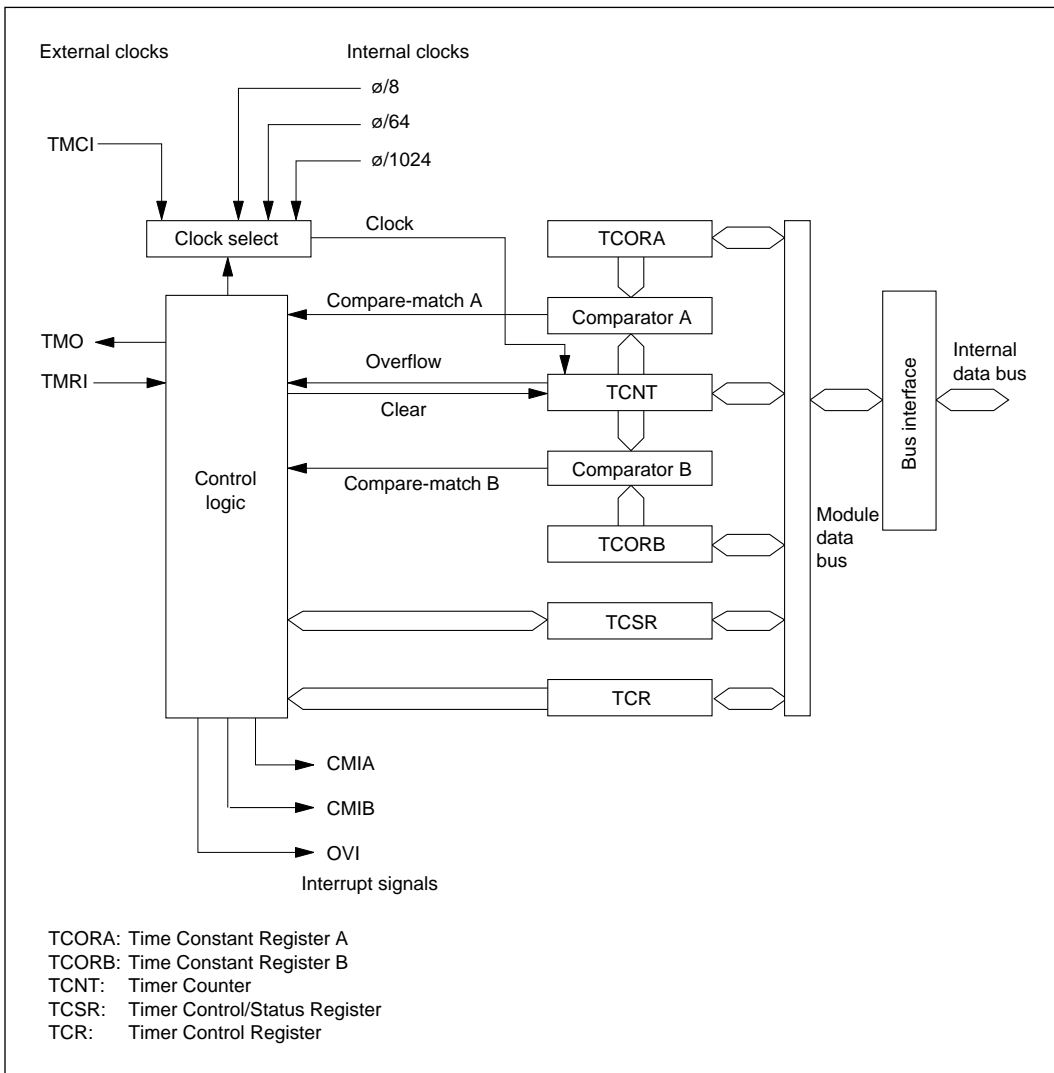 External clocks
Internal clocks
ø/8
ø/64
TMCI
ø/1024
Clock select
Clock
TCORA
Compare-match A
Comparator A
TMO
TMRI
Overflow
Clear
TCNT
Internal
data bus
Bus interface
Control
logic
Compare-match B
Comparator B
TCORB
Module
data
bus
TCSR
TCR
CMIA
CMIB
OVI
Interrupt signals
TCORA: Time Constant Register A
TCORB: Time Constant Register B
TCNT: Timer Counter
TCSR: Timer Control/Status Register
TCR: Timer Control Register